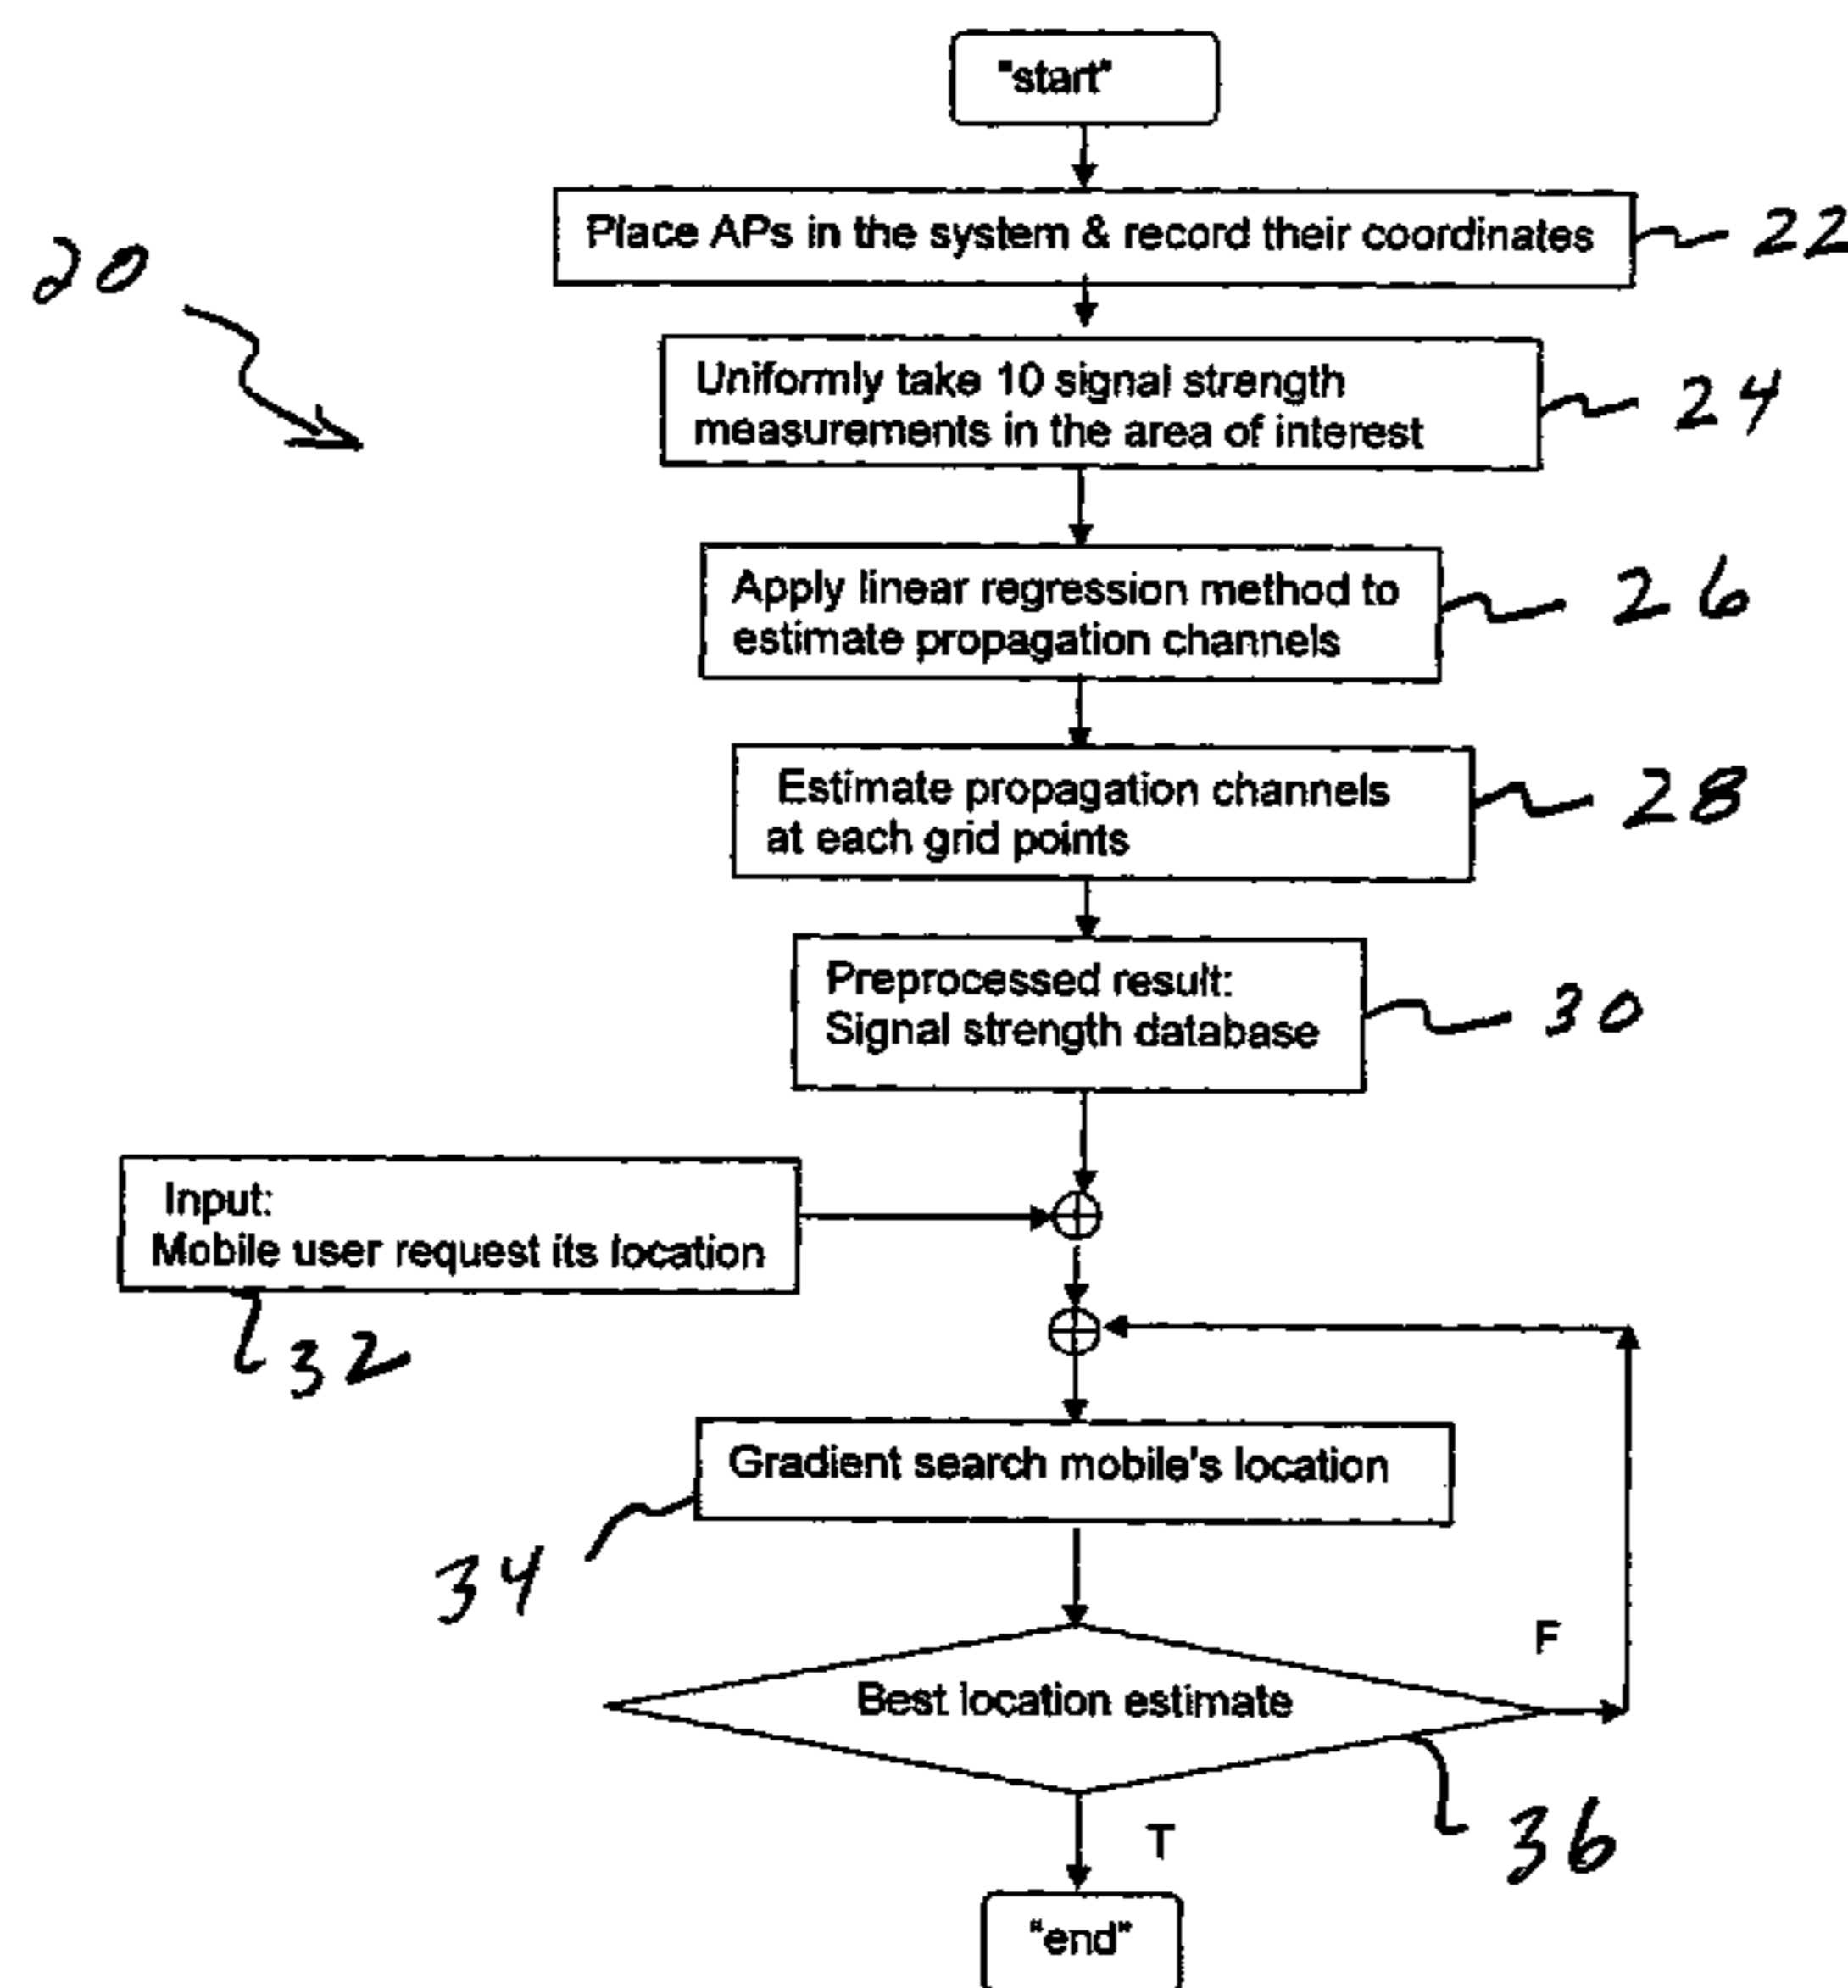 "start"
20
Place APs in the system & record their coordinates
22
Uniformly take 10 signal strength
measurements in the area of interest
24
Apply linear regression method to
estimate propagation channels
26
Estimate propagation channels
at each grid points
28
Preprocessed result:
Signal strength database
30
Input:
Mobile user request its location
32
Gradient search mobile's location
34
Best location estimate
F
36
T
"end"